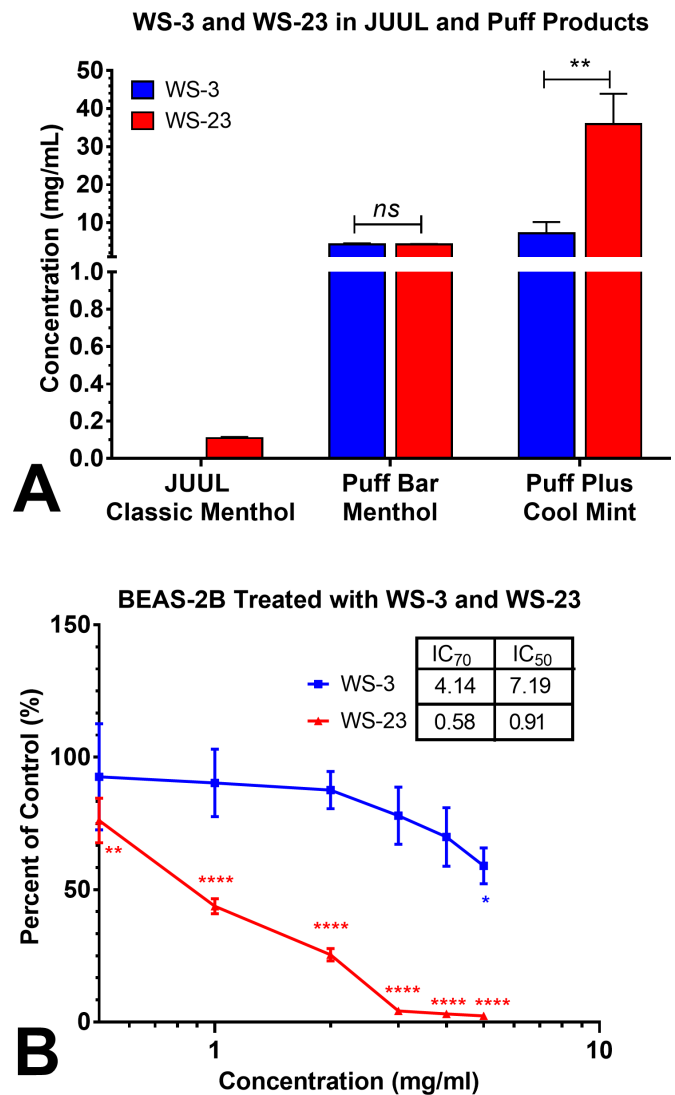 WS-3 and WS-23 in JUUL and Puff Products
Concentration (mg/mL)
50
40
30
20
10
1.0
0.8
0.6
0.4
0.2
0.0
WS-3
WS-23
ns
**
JUUL
Classic Menthol
Puff Bar
Menthol
Puff Plus
Cool Mint
A
BEAS-2B Treated with WS-3 and WS-23
Percent of Control (%)
150
100
50
0
WS-3
WS-23
IC70 IC50
4.14 7.19
0.58 0.91
**
****
****
****
****
****
*
1
10
Concentration (mg/ml)
B